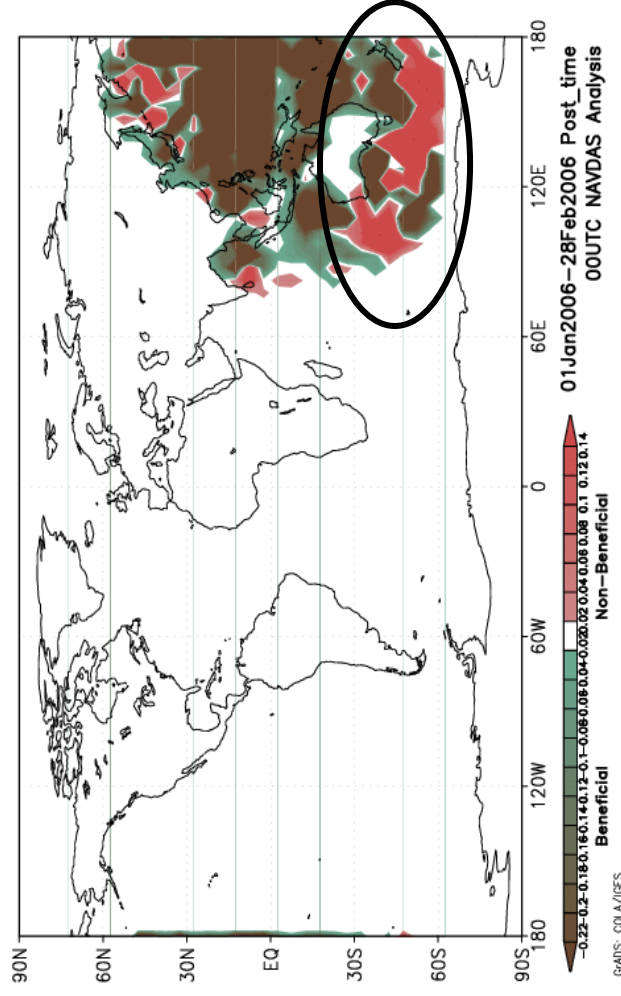 90N
60N
30N
EQ
30S
60S
90S
180 120W 60W 0 60E 120E 180
01Jan2006-28Feb2006 Post_time
00UTC NAVDAS Analysis
-0.22-0.2-0.18-0.16-0.14-0.12-0.1-0.08-0.06-0.04-0.020.02 0.04 0.06 0.08 0.1 0.12 0.14
Beneficial Non-Beneficial
GrADS: COLA/IGES